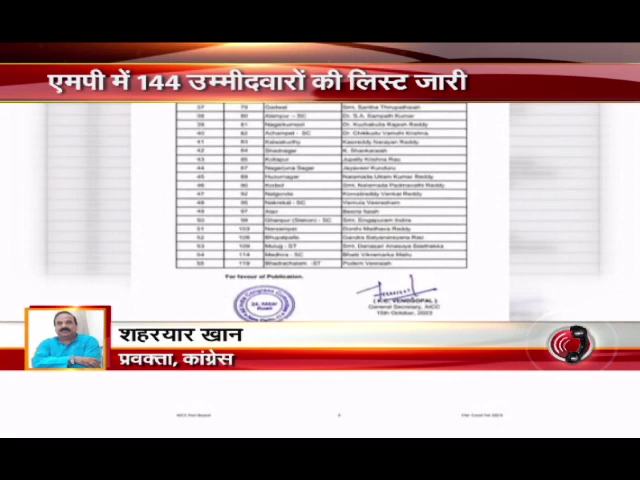 एमपी में 144 उम्मीदवारों की लिस्ट जारी
37 79 Gadwal Smt. Saritha Thirupathaiah
38 80 Alampur – SC Dr. S.A. Sampath Kumar
39 81 Nagarkurnool Dr. Kuchakulla Rajesh Reddy
40 82 Achampet - SC Dr. Chikkudu Vamshi Krishna
41 83 Kalwakurthy Kasireddy Narayan Reddy
42 84 Shadnagar K. Shankaraiah
43 85 Kollapur Jupally Krishna Rao
44 87 Nagarjuna Sagar Jayaveer Kunduru
45 89 Huzurnagar Nalamada Uttam Kumar Reddy
46 90 Kodad Smt. Nalamada Padmavathi Reddy
47 92 Nalgonda Komatireddy Venkat Reddy
48 95 Nakrekal - SC Vemula Veeresham
49 97 Alair Beerla Ilaiah
50 98 Ghanpur (Station) - SC Smt. Singapuram Indira
51 103 Narsampet Donthi Madhava Reddy
52 108 Bhupalpalle Gandra Satyanarayana Rao
53 109 Mulug - ST Smt. Danasari Anasuya Seethakka
54 114 Madhira - SC Bhatti Vikramarka Mallu
55 119 Bhadrachalam - ST Podem Veeraiah
For favour of Publication.
24, Akbar Road
( K.C. VENUGOPAL )
General Secretary, AICC
15th October, 2023
शहरयार खान
प्रवक्ता, कांग्रेस